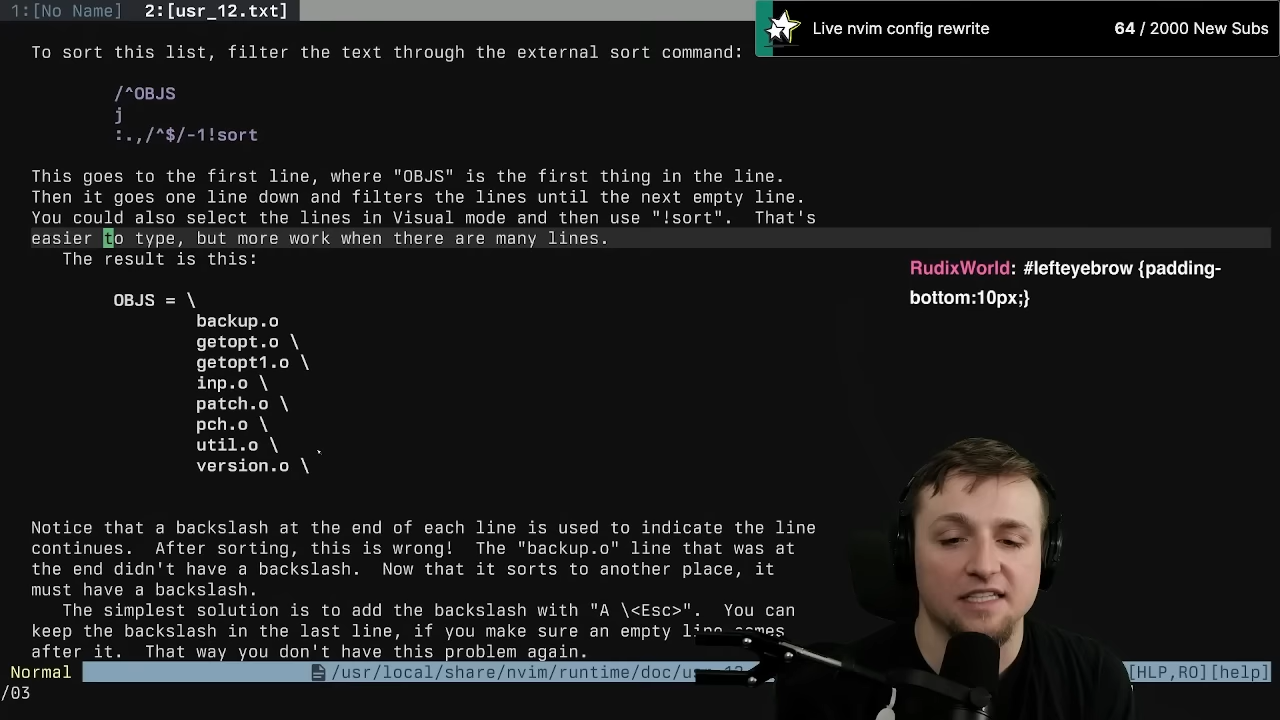 1:[No Name]  2:[usr_12.txt]
Live nvim config rewrite  64 / 2000 New Subs
To sort this list, filter the text through the external sort command:
/^OBJS
j
:.,/^$/-1!sort
This goes to the first line, where "OBJS" is the first thing in the line.
Then it goes one line down and filters the lines until the next empty line.
You could also select the lines in Visual mode and then use "!sort".  That's
easier to type, but more work when there are many lines.
The result is this:
RudixWorld: #lefteyebrow {padding-
bottom:10px;}
OBJS = \
backup.o
getopt.o \
getopt1.o \
inp.o \
patch.o \
pch.o \
util.o \
version.o \
Notice that a backslash at the end of each line is used to indicate the line
continues.  After sorting, this is wrong!  The "backup.o" line that was at
the end didn't have a backslash.  Now that it sorts to another place, it
must have a backslash.
The simplest solution is to add the backslash with "A \<Esc>".  You can
keep the backslash in the last line, if you make sure an empty line comes
after it.  That way you don't have this problem again.
Normal  /usr/local/share/nvim/runtime/doc/usr_12  [HLP,RO][help]
/03